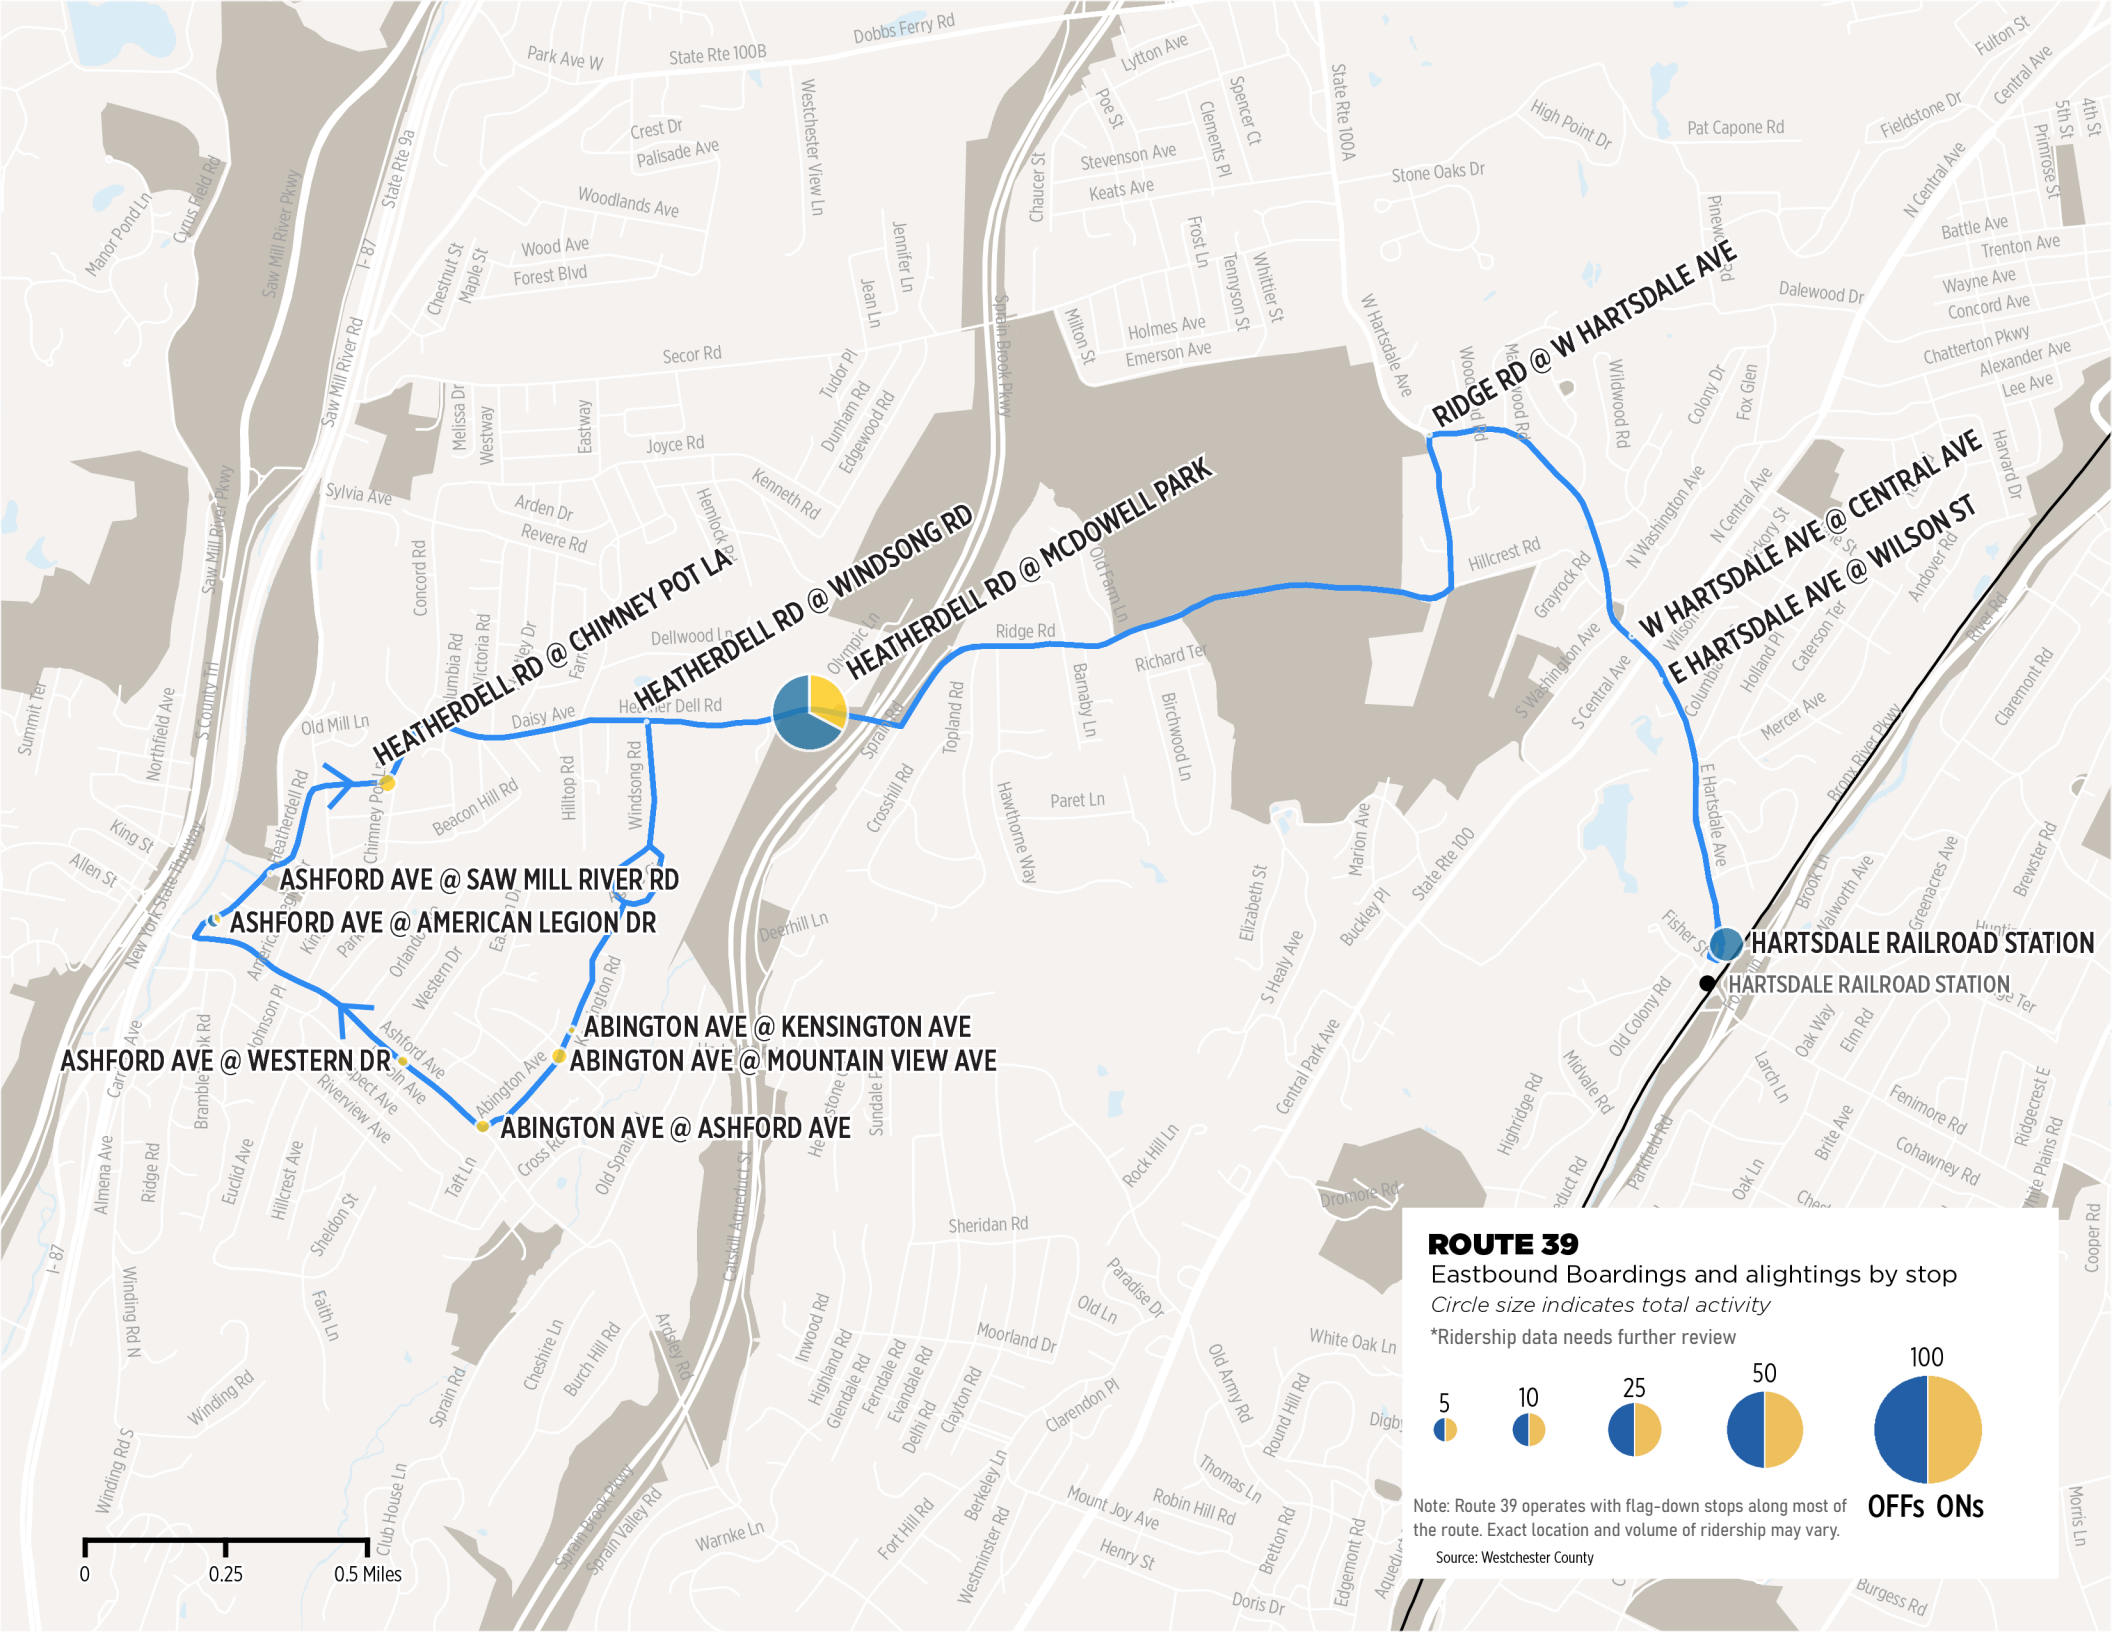 Dobbs Ferry Rd
State Rte 100B
Park Ave W
Lytton Ave
Fulton St
Central Ave
Saw Mill River Pkwy
State Rte 9a
Westchester View Ln
Poe St
Spencer Ct
Clements Pl
State Rte 100A
High Point Dr
Pat Capone Rd
Fieldstone Dr
5th St
4th St
Primrose St
Crest Dr
Palisade Ave
Stevenson Ave
Keats Ave
Chaucer St
Stone Oaks Dr
N Central Ave
Manor Pond Ln
Cyrus Field Rd
I-87
Woodlands Ave
Wood Ave
Forest Blvd
Chestnut St
Maple St
Jennifer Ln
Jean Ln
Frost Ln
Tennyson St
Whittier St
Battle Ave
Trenton Ave
Wayne Ave
Concord Ave
Dalewood Dr
Chatterton Pkwy
Alexander Ave
Lee Ave
Saw Mill River Rd
Secor Rd
Sprain Brook Pkwy
Milton St
Holmes Ave
Emerson Ave
W Hartsdale Ave
RIDGE RD @ W HARTSDALE AVE
Wildwood Rd
Colony Dr
Fox Glen
Melissa Dr
Westway
Eastway
Joyce Rd
Tudor Pl
Dunham Rd
Edgewood Rd
Kenneth Rd
Hemlock Rd
Harvard Dr
Sylvia Ave
Arden Dr
Revere Rd
Concord Rd
Saw Mill River Pkwy
N Washington Ave
N Central Ave
W HARTSDALE AVE @ CENTRAL AVE
E HARTSDALE AVE @ WILSON ST
Hillcrest Rd
Grayrock Rd
Old Farm Ln
Andover Rd
River Rd
HEATHERDELL RD @ CHIMNEY POT LA
HEATHERDELL RD @ WINDSONG RD
HEATHERDELL RD @ MCDOWELL PARK
Victoria Rd
Dellwood Ln
Olympic Ln
Ridge Rd
Richard Ter
Barnaby Ln
Birchwood Ln
S Washington Ave
S Central Ave
Holland Pl
Caterson Ter
Mercer Ave
Claremont Rd
Summit Ter
Northfield Ave
S County Trl
Old Mill Ln
Daisy Ave
Heather Dell Rd
Sprain Rd
Topland Rd
Bronx River Pkwy
Heatherdell Rd
Chimney Pot Ln
Beacon Hill Rd
Hilltop Rd
Windsong Rd
Crosshill Rd
Hawthorne Way
Paret Ln
Marion Ave
State Rte 100
E Hartsdale Ave
King St
Allen St
New York State Thruway
ASHFORD AVE @ SAW MILL RIVER RD
ASHFORD AVE @ AMERICAN LEGION DR
Western Dr
Deerhill Ln
Elizabeth St
Buckley Pl
S Healy Ave
Fisher St
Brook Ln
Walworth Ave
Greenacres Ave
Brewster Rd
HARTSDALE RAILROAD STATION
HARTSDALE RAILROAD STATION
Johnson Pl
Ashford Ave
ABINGTON AVE @ KENSINGTON AVE
ABINGTON AVE @ MOUNTAIN VIEW AVE
ASHFORD AVE @ WESTERN DR
Riverview Ave
Abington Ave
ABINGTON AVE @ ASHFORD AVE
Central Park Ave
Old Colony Rd
Midvale Rd
Highridge Rd
Oak Way
Elm Rd
Larch Ln
Fenimore Rd
Ridgecrest E
Brite Ave
Cohawney Rd
Oak Ln
Parkfield Rd
Almena Ave
Ridge Rd
Euclid Ave
Hillcrest Ave
Sheldon St
Taft Ln
Rock Hill Ln
Dromore Rd
Catskill Aqueduct St
Sheridan Rd
Cooper Rd
I-87
Winding Rd N
Faith Ln
Winding Rd
Winding Rd S
Sprain Rd
Cheshire Ln
Burch Hill Rd
Ardsley Rd
Inwood Rd
Highland Rd
Glendale Rd
Ferndale Rd
Evandale Rd
Delhi Rd
Clayton Rd
Moorland Dr
Old Ln
Paradise Dr
Clarendon Pl
Old Army Rd
Round Hill Rd
White Oak Ln
Thomas Ln
Robin Hill Rd
Mount Joy Ave
Henry St
Berkeley Ln
Westminster Rd
Fort Hill Rd
Warnke Ln
Sprain Brook Pkwy
Sprain Valley Rd
Club House Ln
Bretton Rd
Edgemont Rd
Doris Dr
Burgess Rd
Morris Ln
ROUTE 39
Eastbound Boardings and alightings by stop
Circle size indicates total activity
*Ridership data needs further review
5 10 25 50 100
OFFs ONs
Note: Route 39 operates with flag-down stops along most of
the route. Exact location and volume of ridership may vary.
Source: Westchester County
0 0.25 0.5 Miles